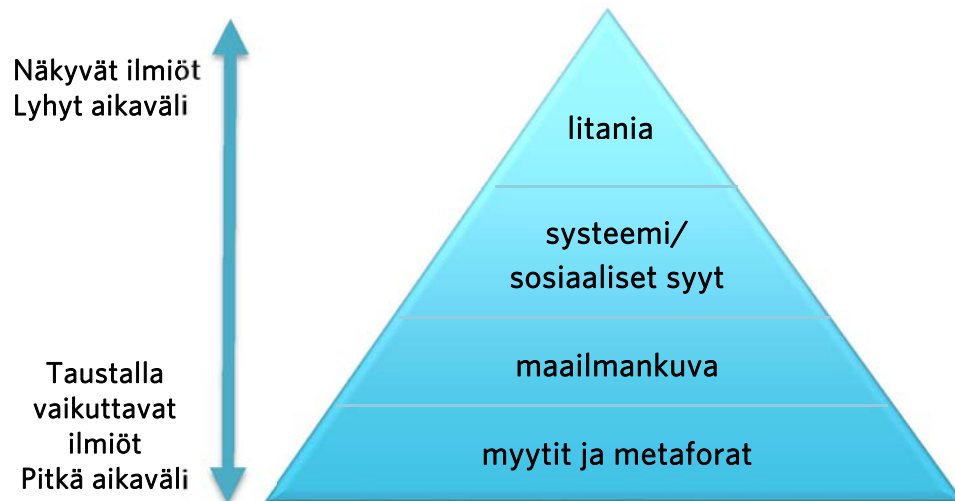 Näkyvät ilmiöt
Lyhyt aikaväli
litania
systeemi/
sosiaaliset syyt
maailmankuva
Taustalla
vaikuttavat
ilmiöt
Pitkä aikaväli
myytit ja metaforat